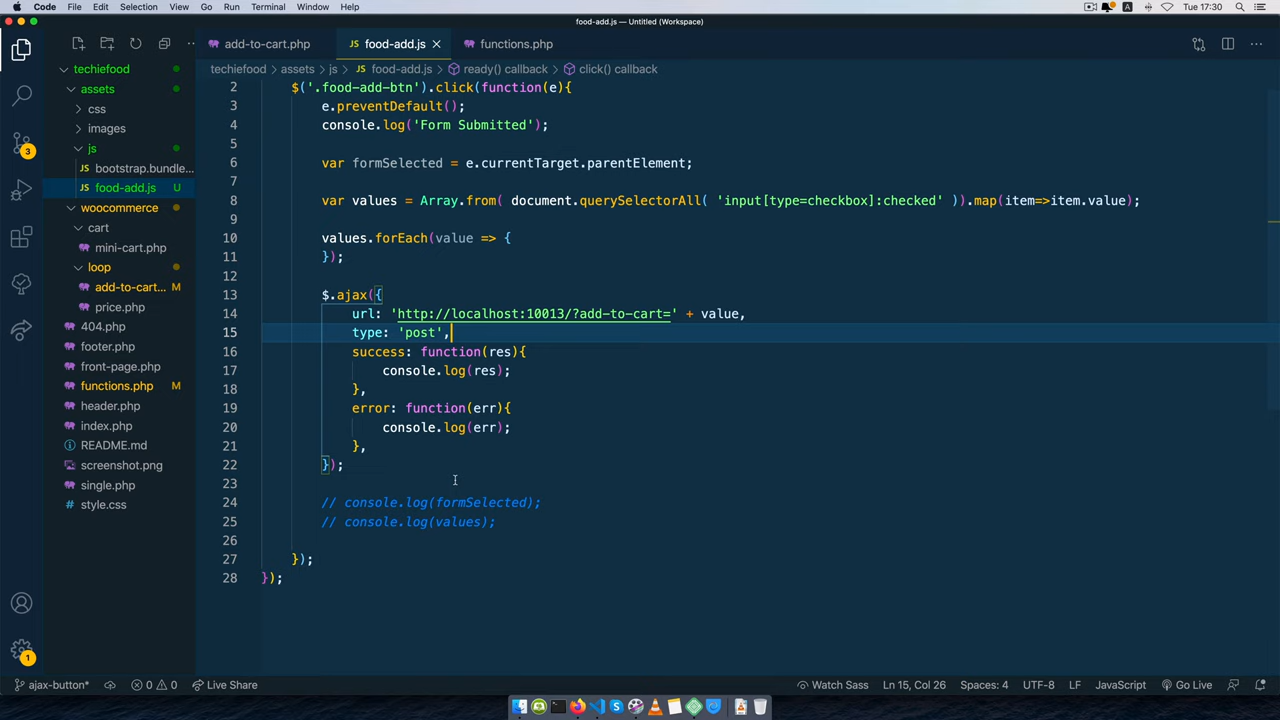 Code File Edit Selection View Go Run Terminal Window Help Tue 17:30
food-add.js — Untitled (Workspace)
add-to-cart.php
JS food-add.js
functions.php
techiefood
assets
css
images
js
JS bootstrap.bundle...
JS food-add.js U
woocommerce
cart
mini-cart.php
loop
add-to-cart... M
price.php
404.php
footer.php
front-page.php
functions.php M
header.php
index.php
README.md
screenshot.png
single.php
style.css
techiefood > assets > js > JS food-add.js > ready() callback > click() callback
2 $('.food-add-btn').click(function(e){
3 e.preventDefault();
4 console.log('Form Submitted');
5
6 var formSelected = e.currentTarget.parentElement;
7
8 var values = Array.from( document.querySelectorAll( 'input[type=checkbox]:checked' )).map(item=>item.value);
9
10 values.forEach(value => {
11 });
12
13 $.ajax({
14 url: 'http://localhost:10013/?add-to-cart=' + value,
15 type: 'post',
16 success: function(res){
17 console.log(res);
18 },
19 error: function(err){
20 console.log(err);
21 },
22 });
23
24 // console.log(formSelected);
25 // console.log(values);
26
27 });
28 });
3
1
ajax-button* 0 0 Live Share Watch Sass Ln 15, Col 26 Spaces: 4 UTF-8 LF JavaScript Go Live